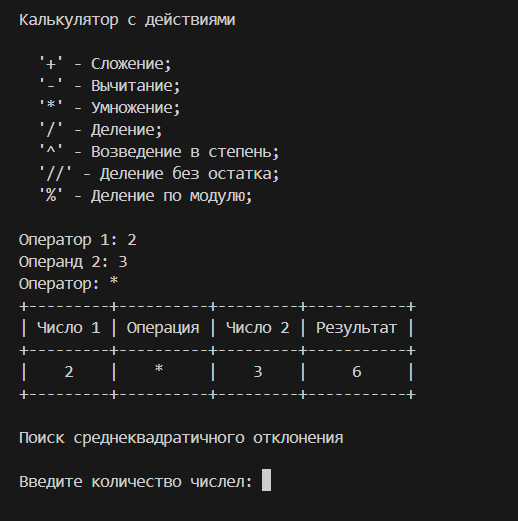 Калькулятор с действиями
'+' - Сложение;
'-' - Вычитание;
'*' - Умножение;
'/' - Деление;
'^' - Возведение в степень;
'//' - Деление без остатка;
'%' - Деление по модулю;
Оператор 1: 2
Операнд 2: 3
Оператор: *
+---------+----------+---------+-----------+
| Число 1 | Операция | Число 2 | Результат |
+---------+----------+---------+-----------+
|    2    |    *     |    3    |     6     |
+---------+----------+---------+-----------+
Поиск среднеквадратичного отклонения
Введите количество числел: